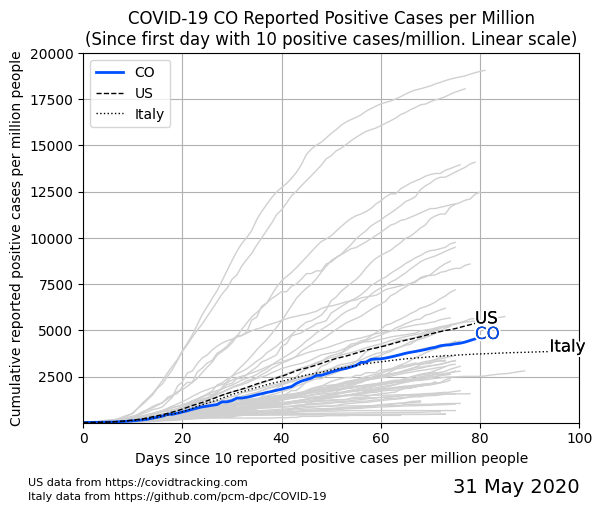 COVID-19 CO Reported Positive Cases per Million
(Since first day with 10 positive cases/million. Linear scale)
Cumulative reported positive cases per million people
20000
17500
15000
12500
10000
7500
5000
2500
CO
US
Italy
US
CO
Italy
0 20 40 60 80 100
Days since 10 reported positive cases per million people
US data from https://covidtracking.com
Italy data from https://github.com/pcm-dpc/COVID-19
31 May 2020